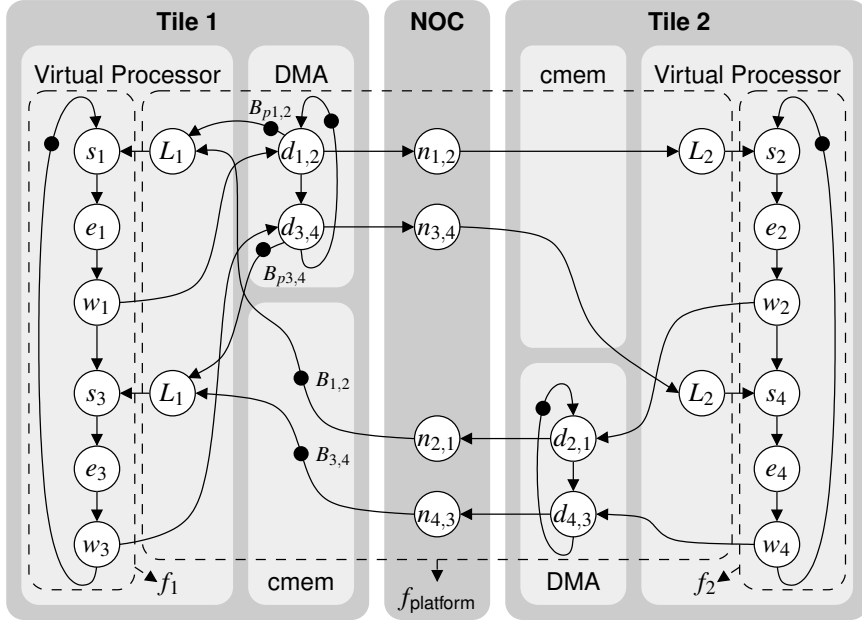 Tile 1
NOC
Tile 2
Virtual Processor
DMA
cmem
Virtual Processor
B_{p1,2}
s_1
L_1
d_{1,2}
n_{1,2}
L_2
s_2
e_1
d_{3,4}
n_{3,4}
e_2
B_{p3,4}
w_1
w_2
B_{1,2}
s_3
L_1
L_2
s_4
n_{2,1}
d_{2,1}
B_{3,4}
e_3
e_4
n_{4,3}
d_{4,3}
w_3
w_4
f_1
cmem
f_{platform}
DMA
f_2